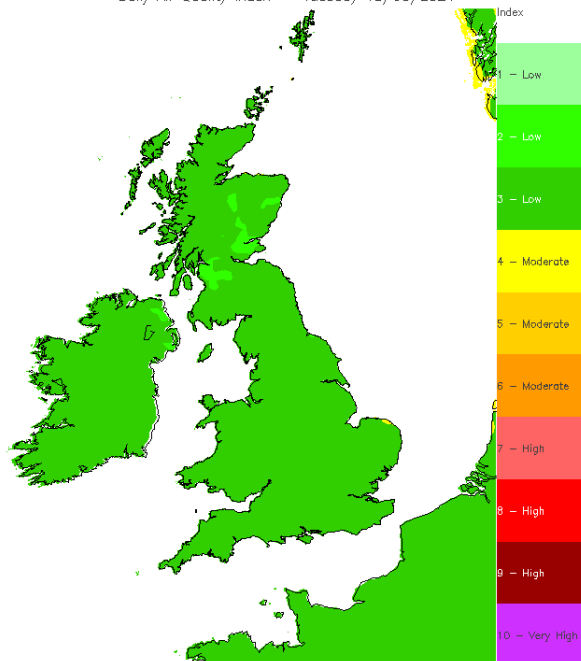 Index
1 - Low
2 - Low
3 - Low
4 - Moderate
5 - Moderate
6 - Moderate
7 - High
8 - High
9 - High
10 - Very High